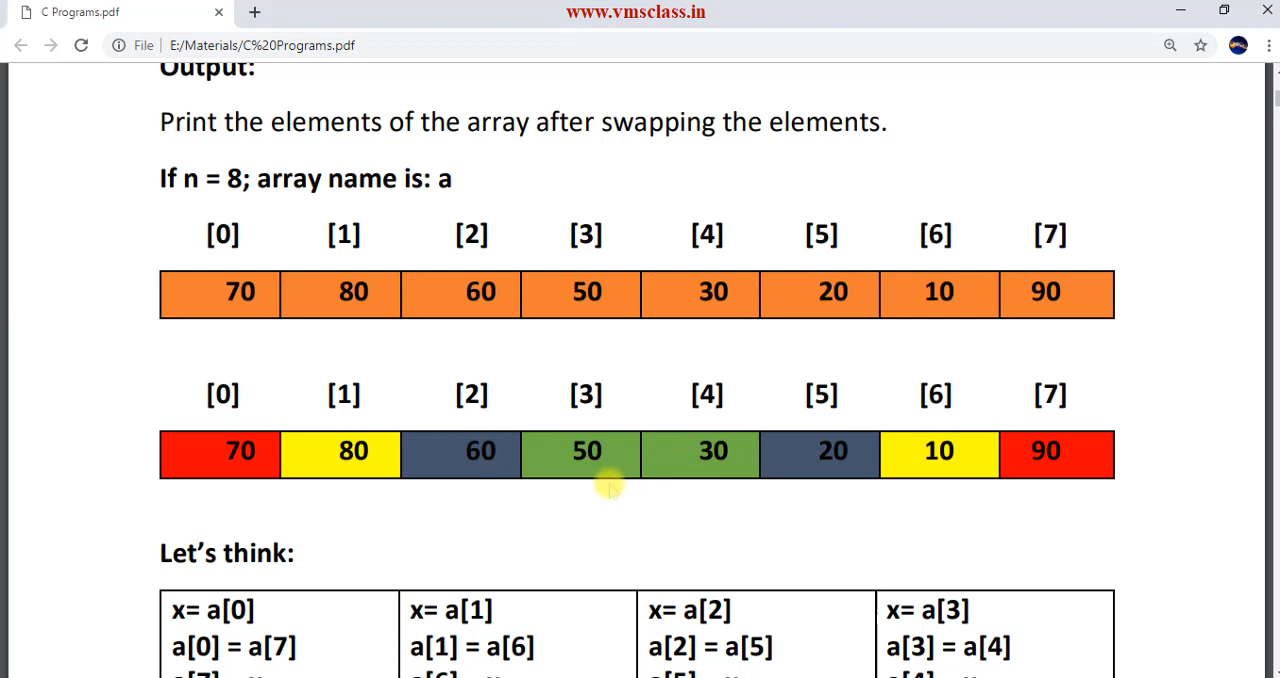 C Programs.pdf
www.vmsclass.in
File
E:/Materials/C%20Programs.pdf
Output:
Print the elements of the array after swapping the elements.
If n = 8; array name is: a
[0] [1] [2] [3] [4] [5] [6] [7]
70 80 60 50 30 20 10 90
[0] [1] [2] [3] [4] [5] [6] [7]
70 80 60 50 30 20 10 90
Let's think:
x= a[0] x= a[1] x= a[2] x= a[3]
a[0] = a[7] a[1] = a[6] a[2] = a[5] a[3] = a[4]